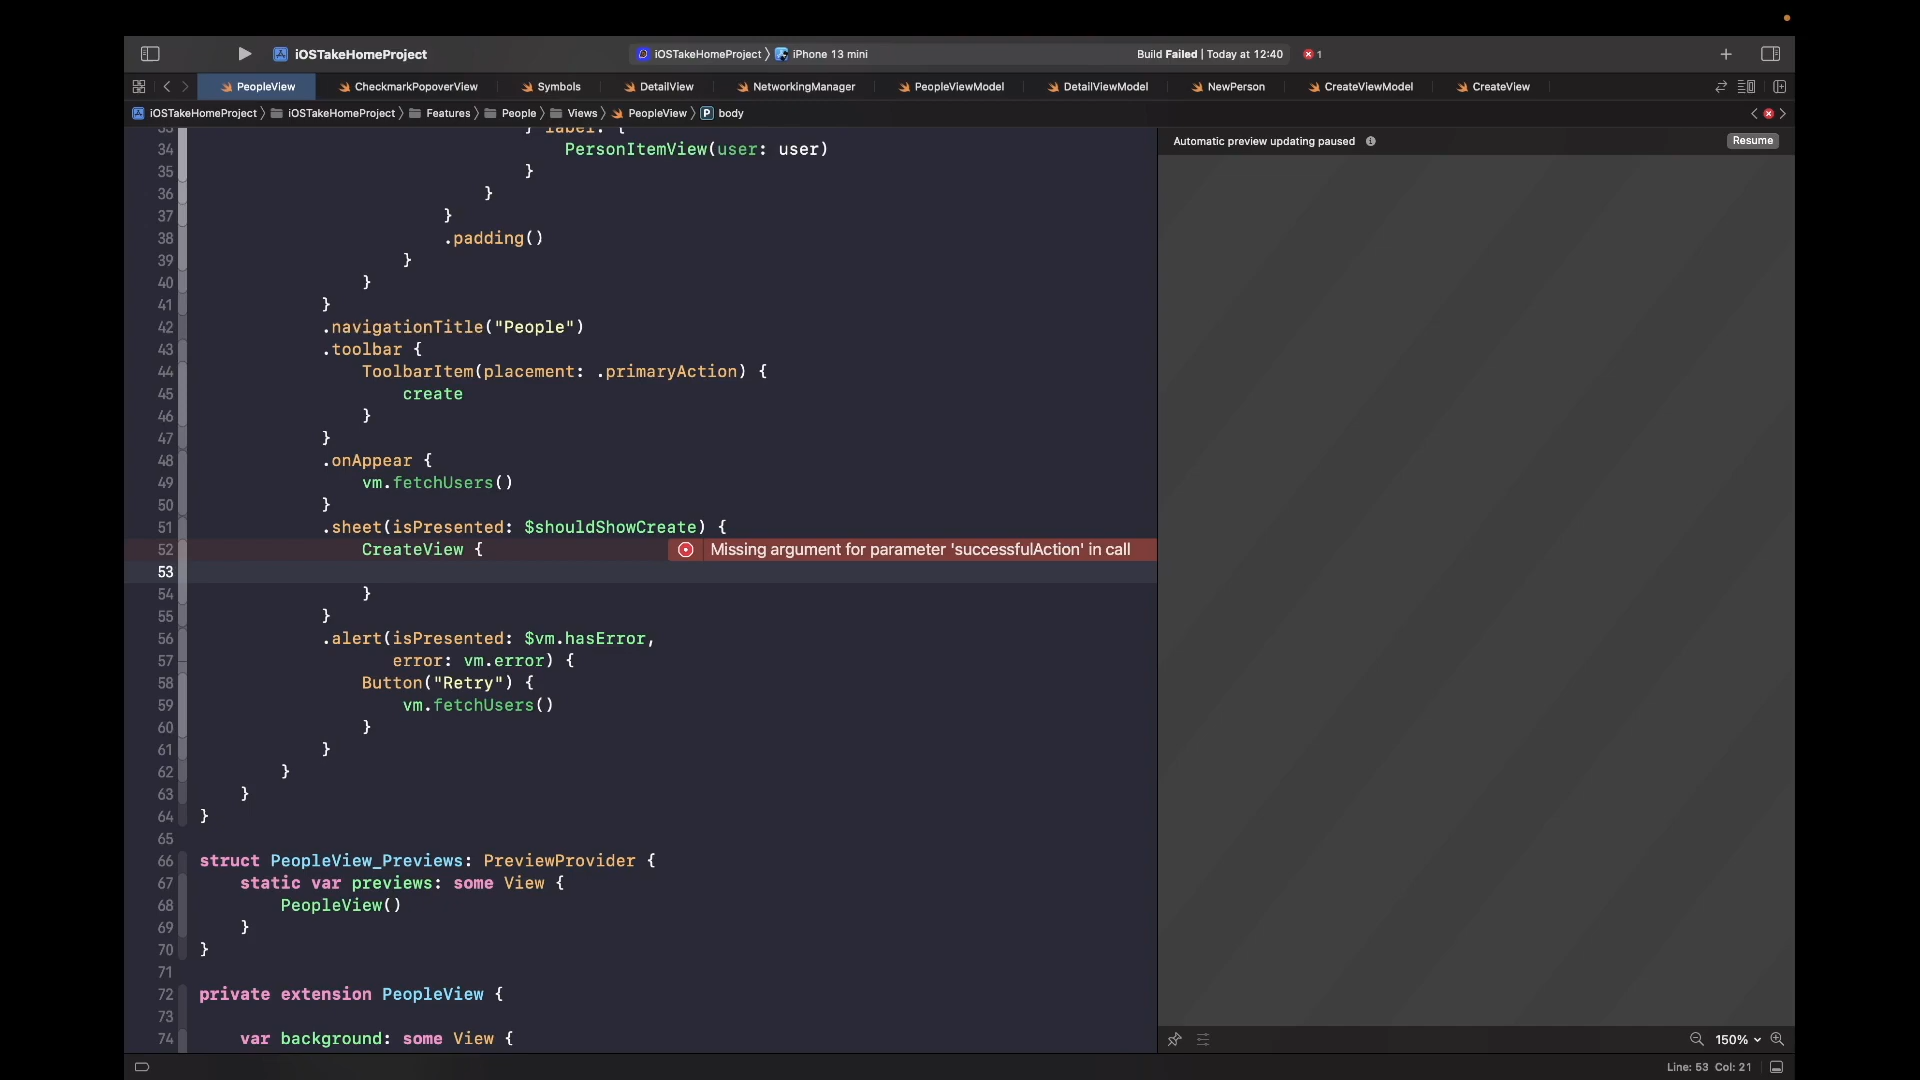 iOSTakeHomeProject
iOSTakeHomeProject 〉 iPhone 13 mini
Build Failed | Today at 12:40
1
PeopleView
CheckmarkPopoverView
Symbols
DetailView
NetworkingManager
PeopleViewModel
DetailViewModel
NewPerson
CreateViewModel
CreateView
iOSTakeHomeProject 〉 iOSTakeHomeProject 〉 Features 〉 People 〉 Views 〉 PeopleView 〉 P body
33 } label: {
34 PersonItemView(user: user)
35 }
36 }
37 }
38 .padding()
39 }
40 }
41 }
42 .navigationTitle("People")
43 .toolbar {
44 ToolbarItem(placement: .primaryAction) {
45 create
46 }
47 }
48 .onAppear {
49 vm.fetchUsers()
50 }
51 .sheet(isPresented: $shouldShowCreate) {
52 CreateView { Missing argument for parameter 'successfulAction' in call
53
54 }
55 }
56 .alert(isPresented: $vm.hasError,
57 error: vm.error) {
58 Button("Retry") {
59 vm.fetchUsers()
60 }
61 }
62 }
63 }
64 }
65
66 struct PeopleView_Previews: PreviewProvider {
67 static var previews: some View {
68 PeopleView()
69 }
70 }
71
72 private extension PeopleView {
73
74 var background: some View {
Automatic preview updating paused
Resume
150%
Line: 53 Col: 21